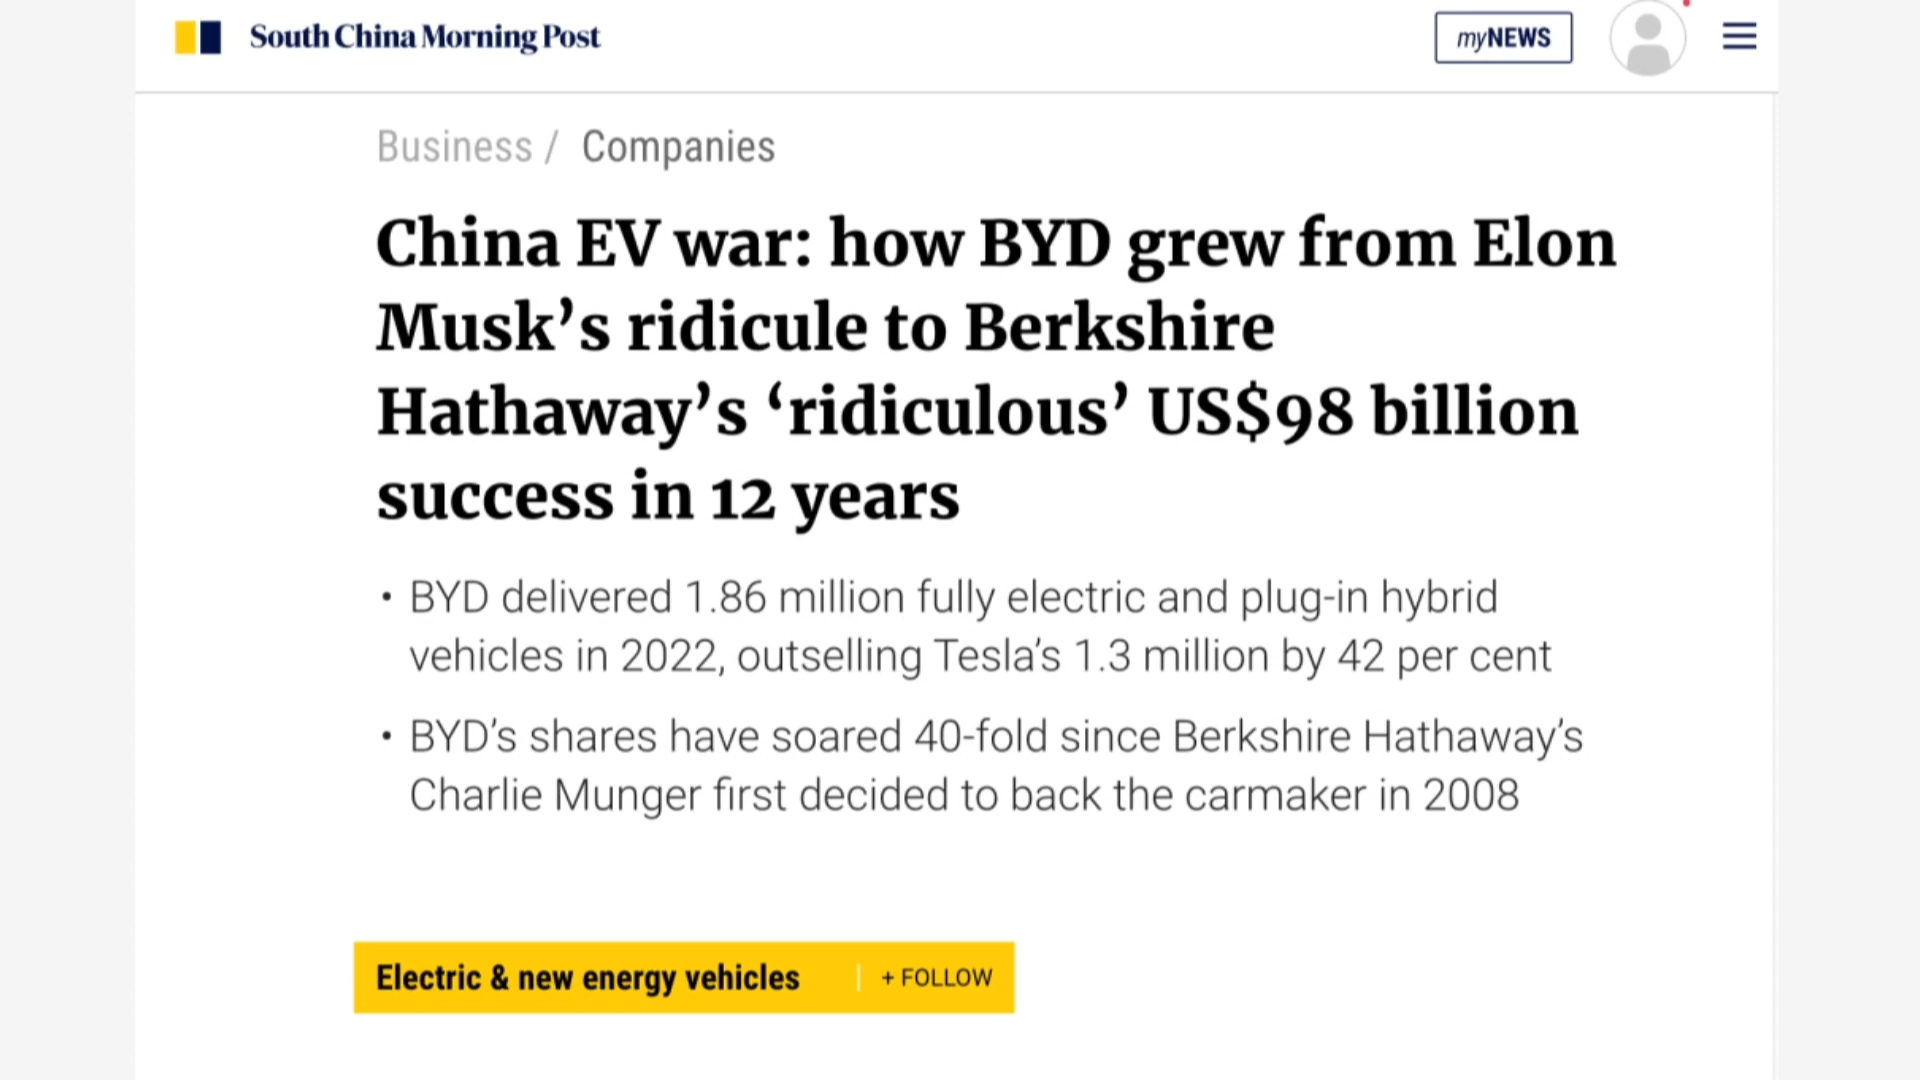 South China Morning Post
myNEWS
Business / Companies
China EV war: how BYD grew from Elon
Musk’s ridicule to Berkshire
Hathaway’s ‘ridiculous’ US$98 billion
success in 12 years
• BYD delivered 1.86 million fully electric and plug-in hybrid
vehicles in 2022, outselling Tesla’s 1.3 million by 42 per cent
• BYD’s shares have soared 40-fold since Berkshire Hathaway’s
Charlie Munger first decided to back the carmaker in 2008
Electric & new energy vehicles | + FOLLOW